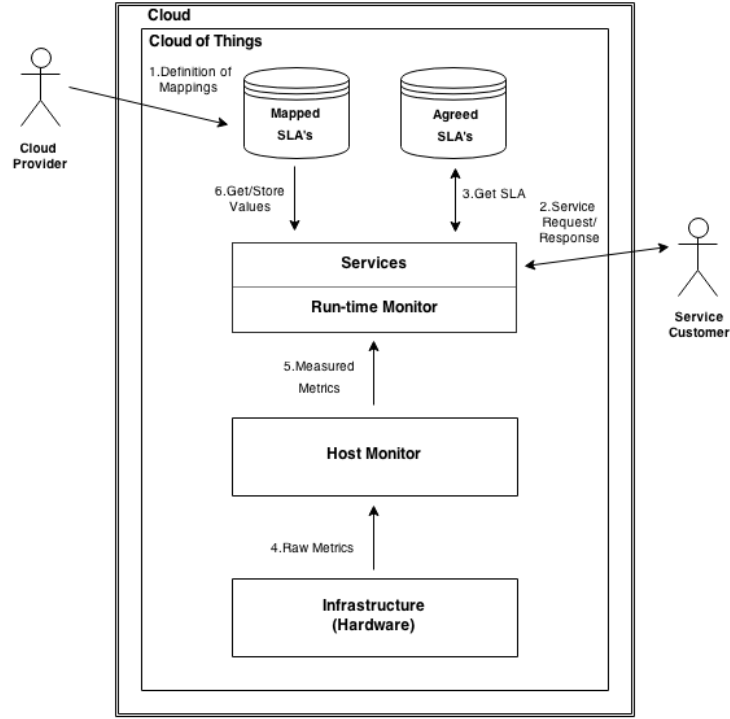 Cloud
Cloud of Things
1.Definition of
Mappings
Mapped
SLA's
Agreed
SLA's
Cloud
Provider
6.Get/Store
Values
3.Get SLA
2.Service
Request/
Response
Services
Run-time Monitor
Service
Customer
5.Measured
Metrics
Host Monitor
4.Raw Metrics
Infrastructure
(Hardware)